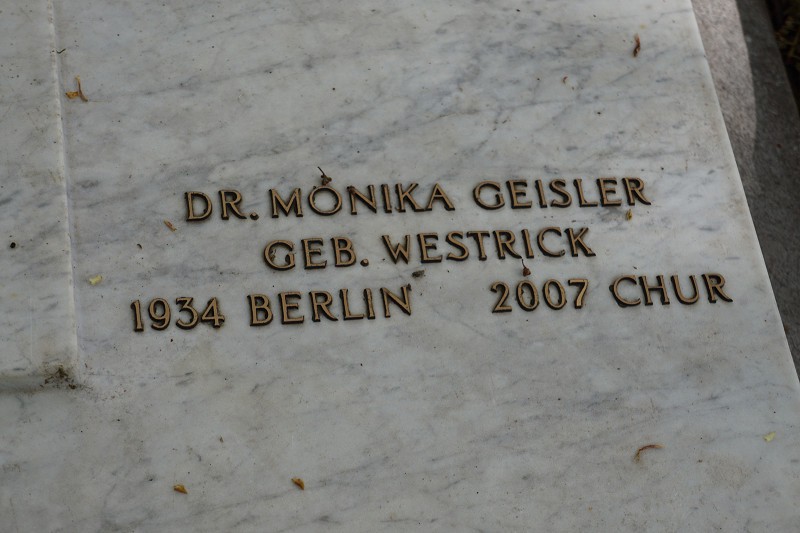 DR. MONIKA GEISLER
GEB. WESTRICK
1934 BERLIN 2007 CHUR